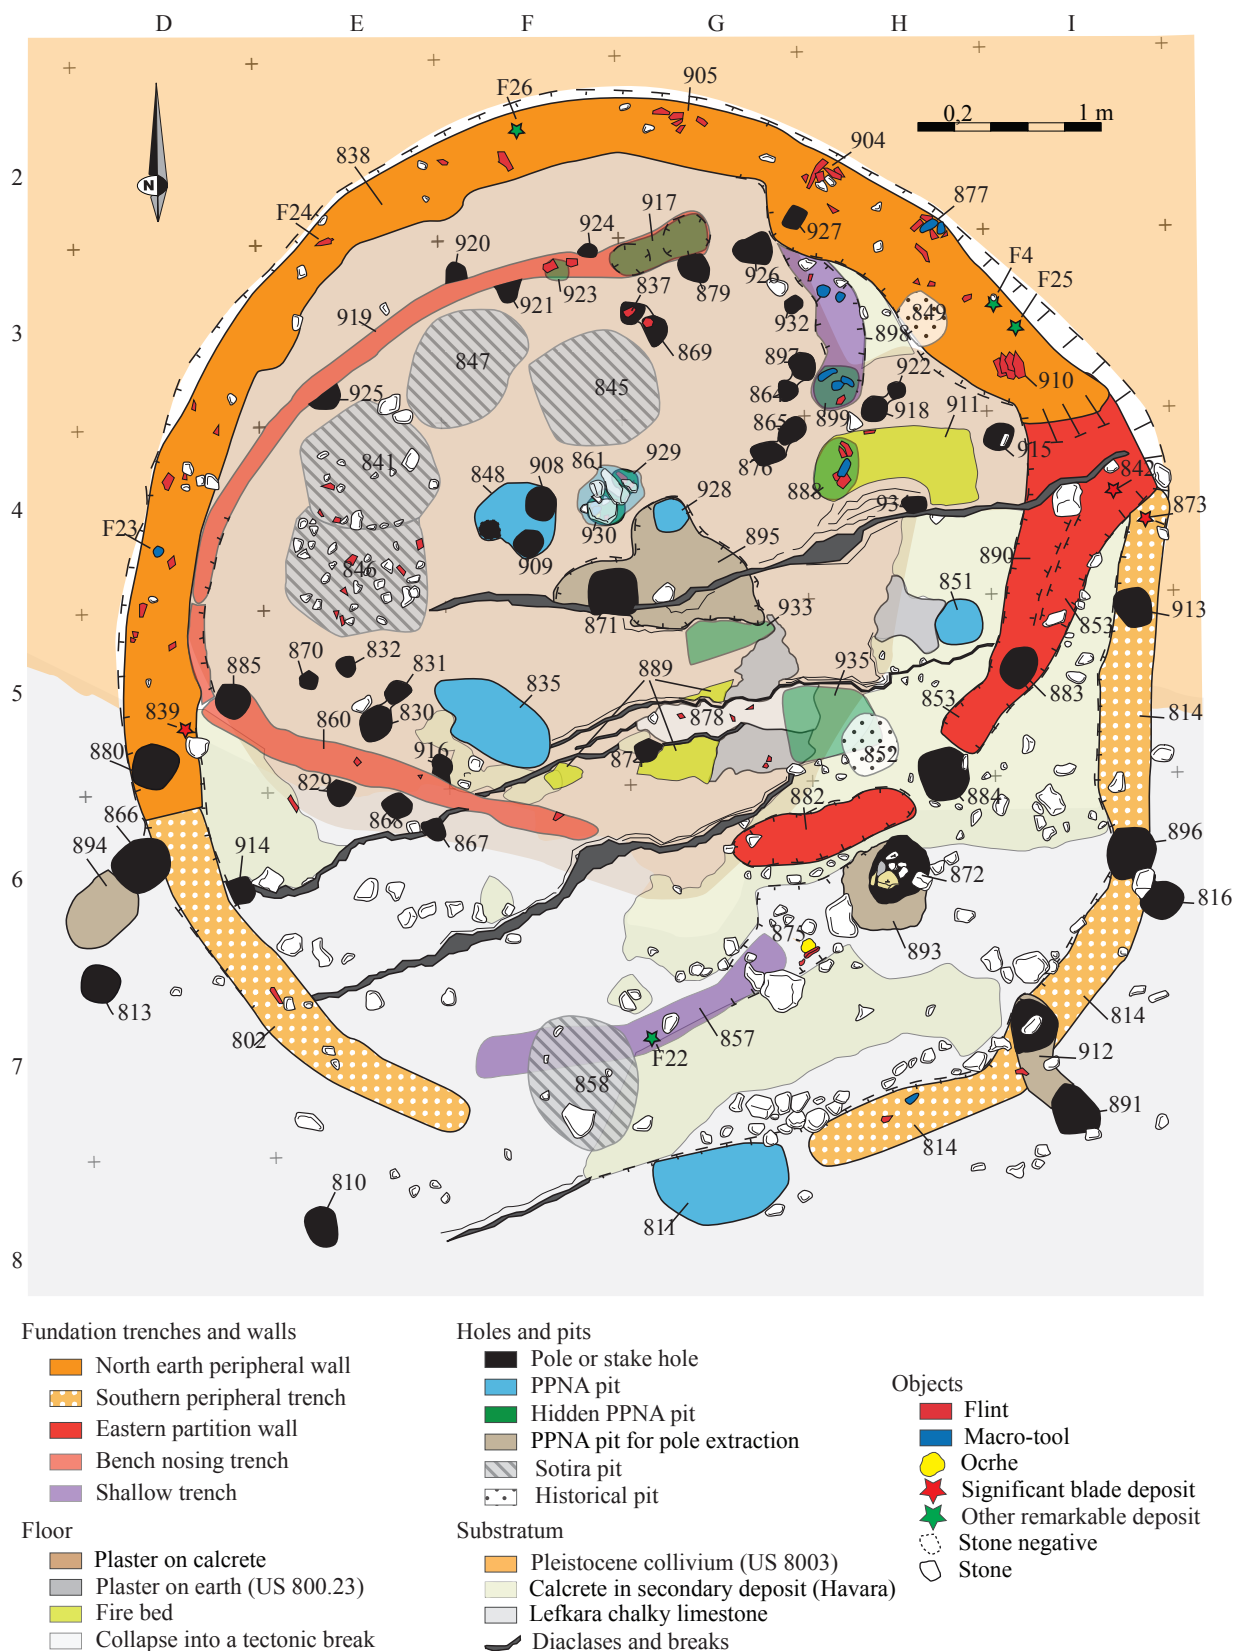 D E F G H I
F26
905
0,2 1 m
904
838
877
2
917
F24
924
927
F4
920
F25
926
923
837
879
921
919
932
849
3
898
847
869
897
922
845
910
925
864
918
911
899
865
876
915
841
861
929
848
908
842
888
928
873
4
934
F23
930
895
909
890
846
851
871
933
913
853
870
832
831
885
935
889
5
835
883
860
878
853
814
839
830
880
916
874
852
829
882
884
866
868
894
867
914
896
872
6
816
875
893
813
814
802
857
912
F22
7
858
891
814
810
811
8
N
Fundation trenches and walls
North earth peripheral wall
Southern peripheral trench
Eastern partition wall
Bench nosing trench
Shallow trench
Floor
Plaster on calcrete
Plaster on earth (US 800.23)
Fire bed
Collapse into a tectonic break
Holes and pits
Pole or stake hole
PPNA pit
Hidden PPNA pit
PPNA pit for pole extraction
Sotira pit
Historical pit
Substratum
Pleistocene collivium (US 8003)
Calcrete in secondary deposit (Havara)
Lefkara chalky limestone
Diaclases and breaks
Objects
Flint
Macro-tool
Ocrhe
Significant blade deposit
Other remarkable deposit
Stone negative
Stone